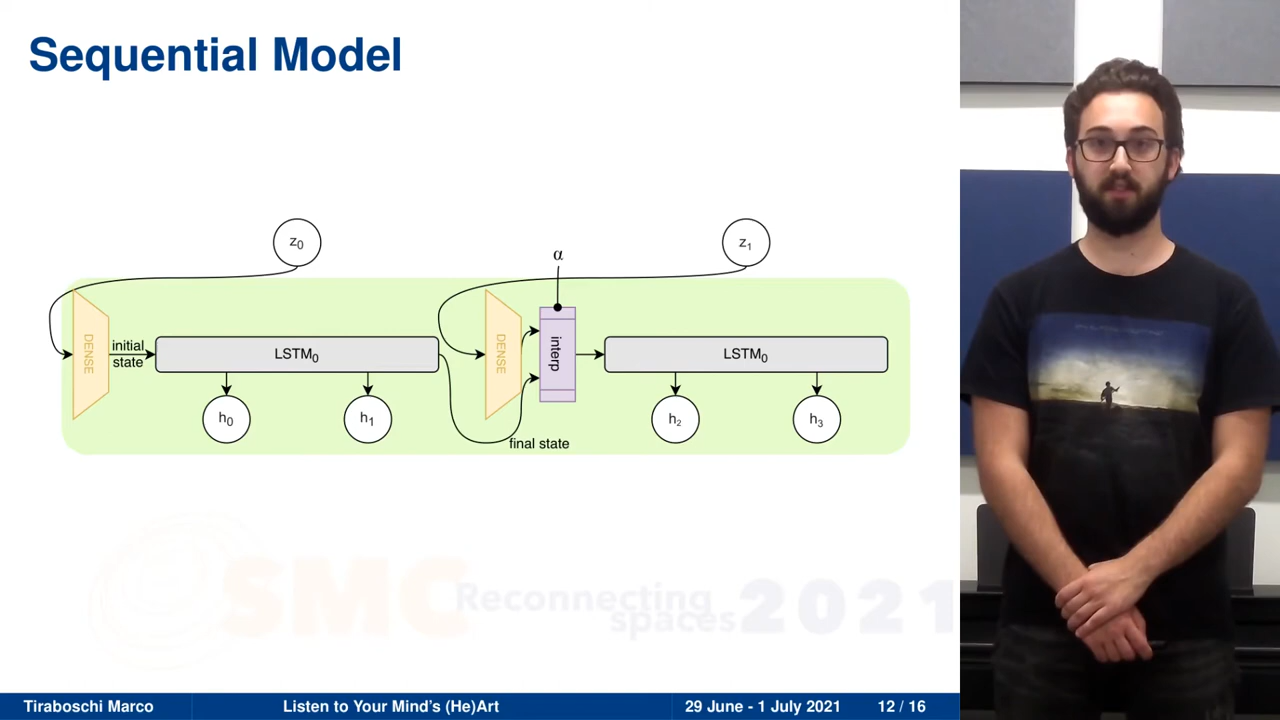 Sequential Model
z0
z1
α
DENSE
initial
state
LSTM0
DENSE
interp
LSTM0
h0
h1
h2
h3
final state
SMC
Reconnecting
spaces
2021
Tiraboschi Marco
Listen to Your Mind's (He)Art
29 June - 1 July 2021
12 / 16